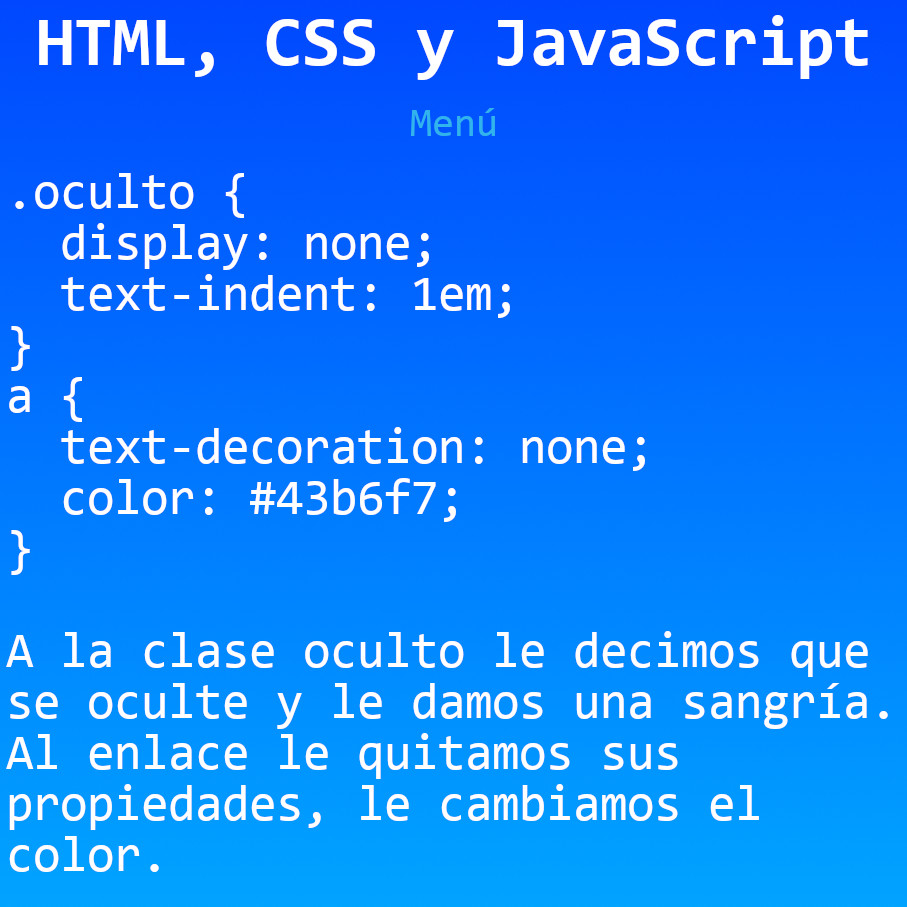 HTML, CSS y JavaScript
Menú
.oculto {
  display: none;
  text-indent: 1em;
}
a {
  text-decoration: none;
  color: #43b6f7;
}
A la clase oculto le decimos que
se oculte y le damos una sangría.
Al enlace le quitamos sus
propiedades, le cambiamos el
color.